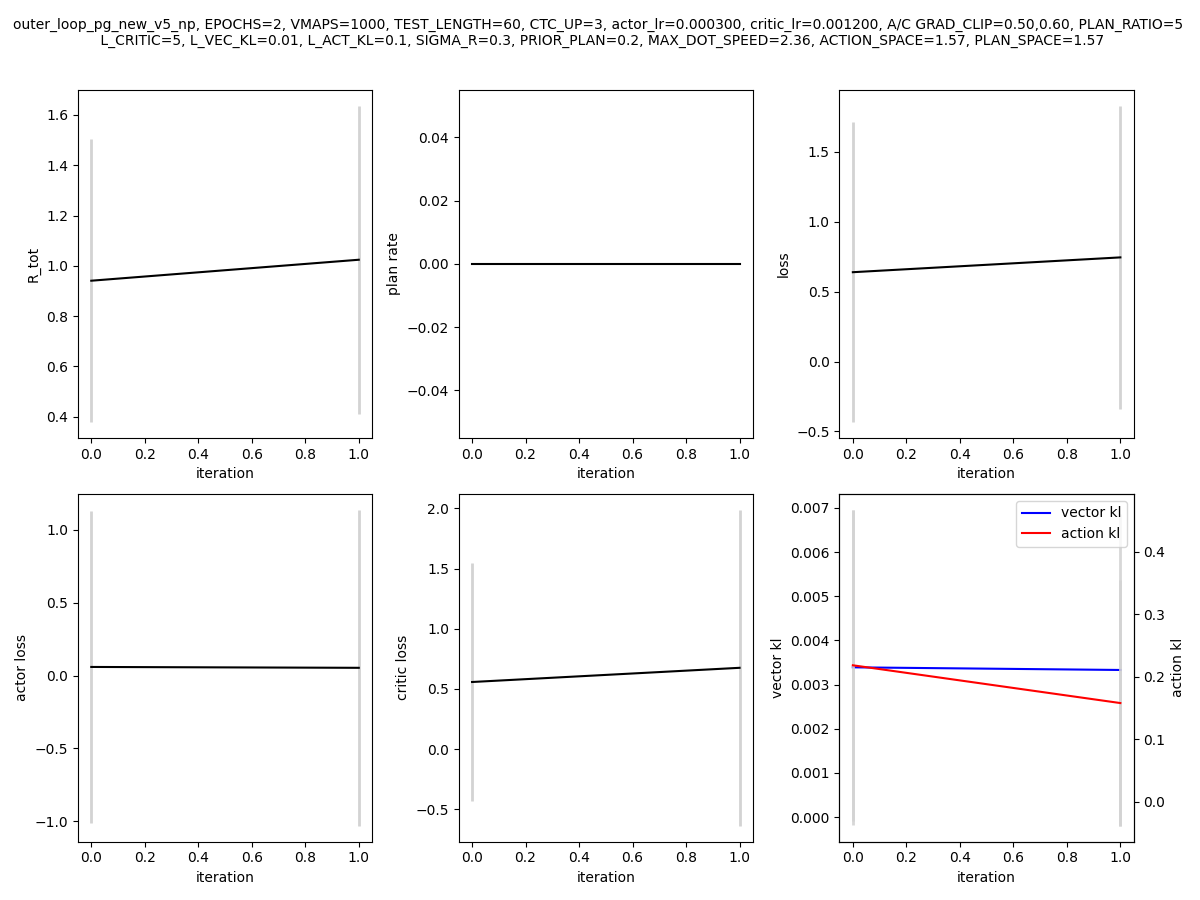 outer_loop_pg_new_v5_np, EPOCHS=2, VMAPS=1000, TEST_LENGTH=60, CTC_UP=3, actor_lr=0.000300, critic_lr=0.001200, A/C GRAD_CLIP=0.50,0.60, PLAN_RATIO=5
L_CRITIC=5, L_VEC_KL=0.01, L_ACT_KL=0.1, SIGMA_R=0.3, PRIOR_PLAN=0.2, MAX_DOT_SPEED=2.36, ACTION_SPACE=1.57, PLAN_SPACE=1.57
R_tot
1.6
1.4
1.2
1.0
0.8
0.6
0.4
0.0 0.2 0.4 0.6 0.8 1.0
iteration
plan rate
0.04
0.02
0.00
−0.02
−0.04
0.0 0.2 0.4 0.6 0.8 1.0
iteration
loss
1.5
1.0
0.5
0.0
−0.5
0.0 0.2 0.4 0.6 0.8 1.0
iteration
actor loss
1.0
0.5
0.0
−0.5
−1.0
0.0 0.2 0.4 0.6 0.8 1.0
iteration
critic loss
2.0
1.5
1.0
0.5
0.0
−0.5
0.0 0.2 0.4 0.6 0.8 1.0
iteration
vector kl
0.007
0.006
0.005
0.004
0.003
0.002
0.001
0.000
vector kl
action kl
0.4
0.3
0.2
0.1
0.0
action kl
0.0 0.2 0.4 0.6 0.8 1.0
iteration